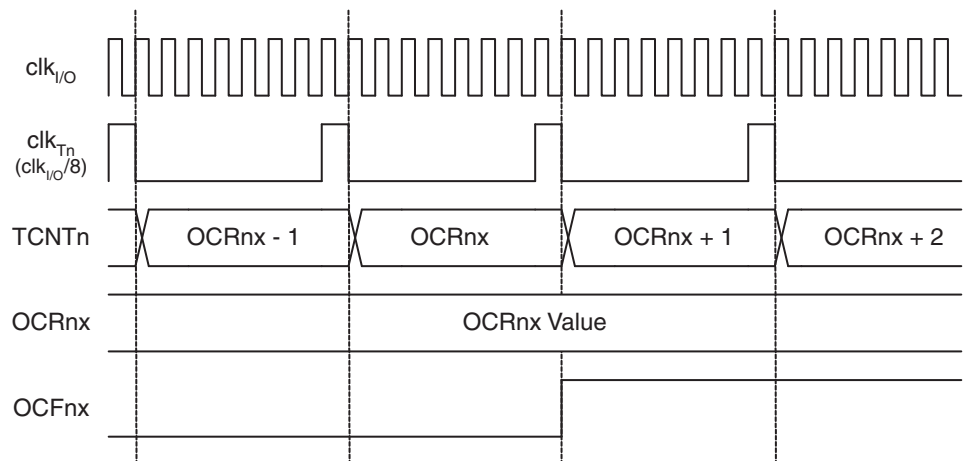 clkI/O
clkTn
(clkI/O/8)
TCNTn
OCRnx - 1
OCRnx
OCRnx + 1
OCRnx + 2
OCRnx
OCRnx Value
OCFnx